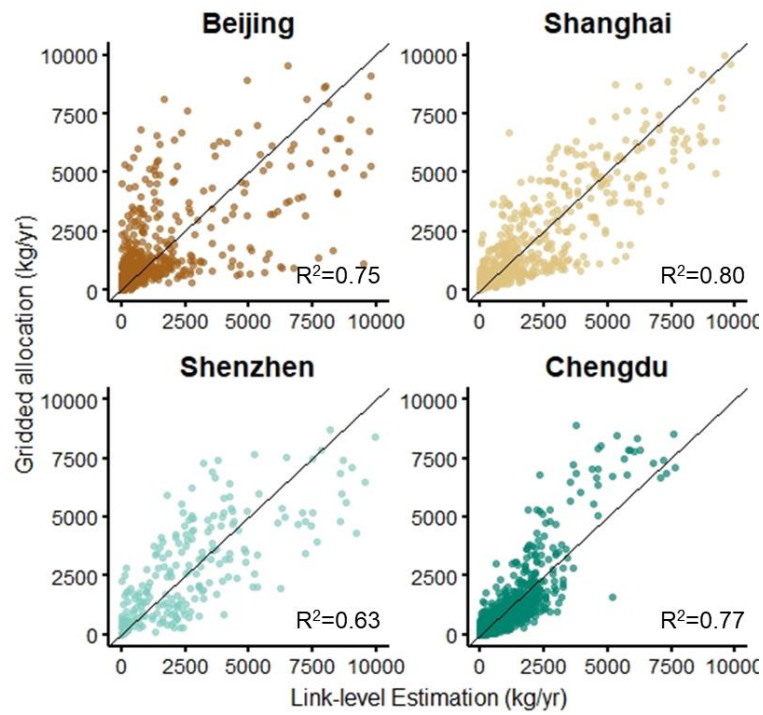 Beijing
Shanghai
10000
7500
5000
2500
0
R²=0.75
0 2500 5000 7500 10000
10000
7500
5000
2500
0
R²=0.80
0 2500 5000 7500 10000
Gridded allocation (kg/yr)
Shenzhen
Chengdu
10000
7500
5000
2500
0
R²=0.63
0 2500 5000 7500 10000
10000
7500
5000
2500
0
R²=0.77
0 2500 5000 7500 10000
Link-level Estimation (kg/yr)